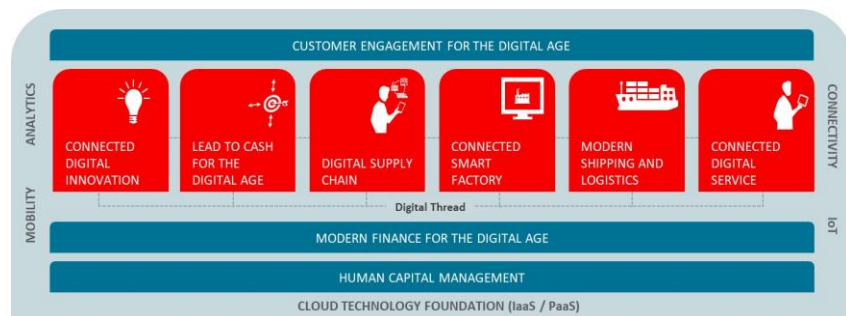 CUSTOMER ENGAGEMENT FOR THE DIGITAL AGE
ANALYTICS
MOBILITY
CONNECTED
DIGITAL
INNOVATION
LEAD TO CASH
FOR THE
DIGITAL AGE
DIGITAL SUPPLY
CHAIN
CONNECTED
SMART
FACTORY
MODERN
SHIPPING AND
LOGISTICS
CONNECTED
DIGITAL
SERVICE
CONNECTIVITY
IoT
Digital Thread
MODERN FINANCE FOR THE DIGITAL AGE
HUMAN CAPITAL MANAGEMENT
CLOUD TECHNOLOGY FOUNDATION (IaaS / PaaS)